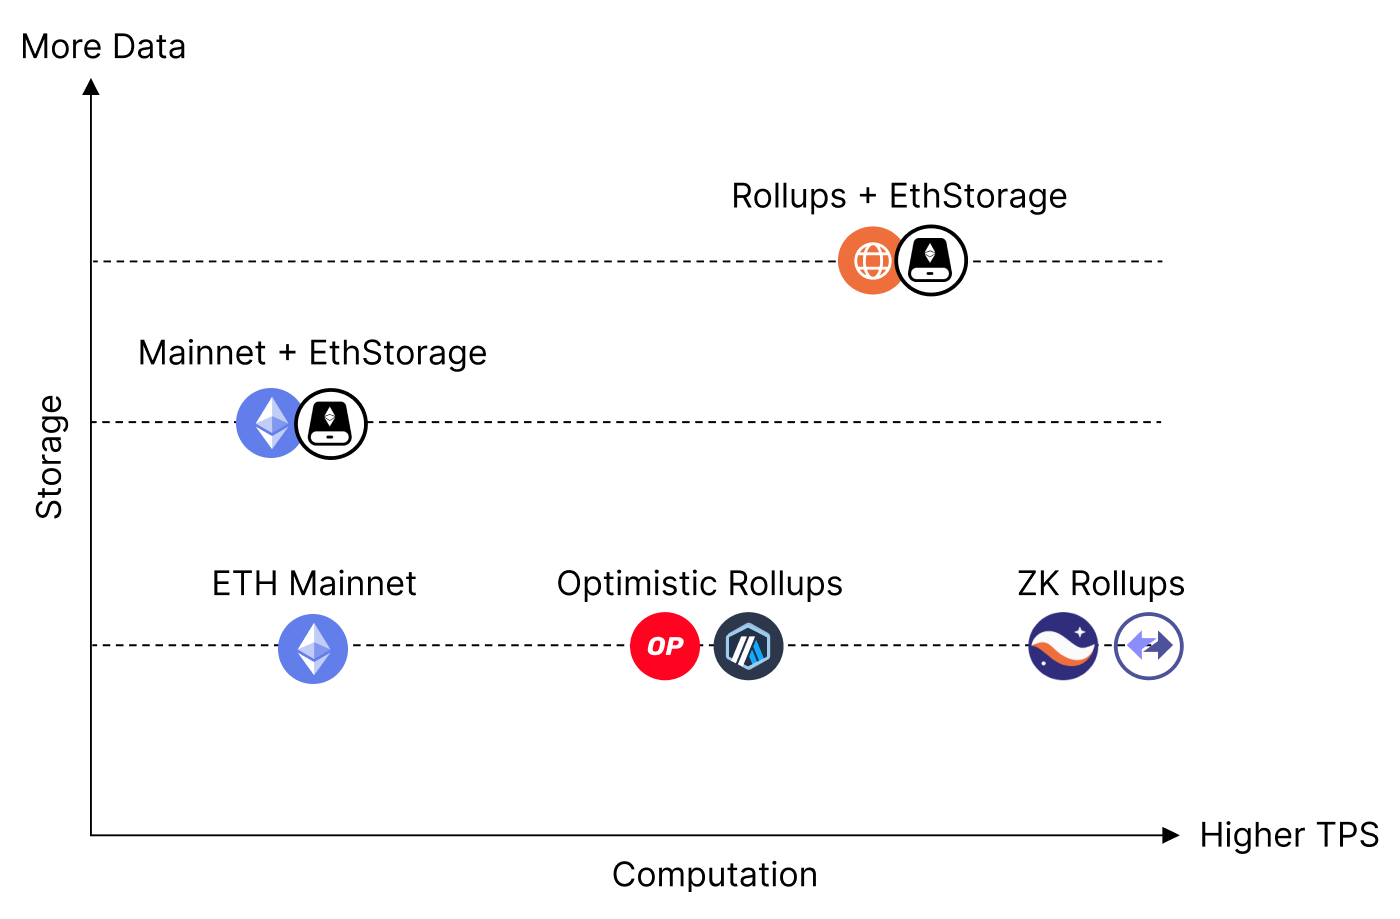 More Data
Rollups + EthStorage
Mainnet + EthStorage
Storage
ETH Mainnet
Optimistic Rollups
ZK Rollups
OP
Higher TPS
Computation